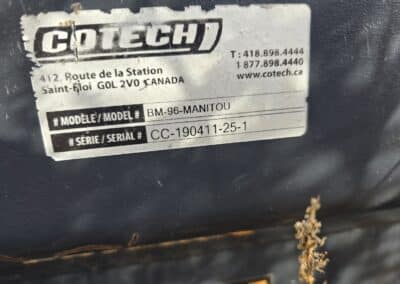 COTECH
T : 418.898.4444
1 877.898.4440
www.cotech.ca
412, Route de la Station
Saint-Éloi G0L 2V0 CANADA
# MODÈLE / MODEL # BM-96-MANITOU
# SÉRIE / SERIAL # CC-190411-25-1